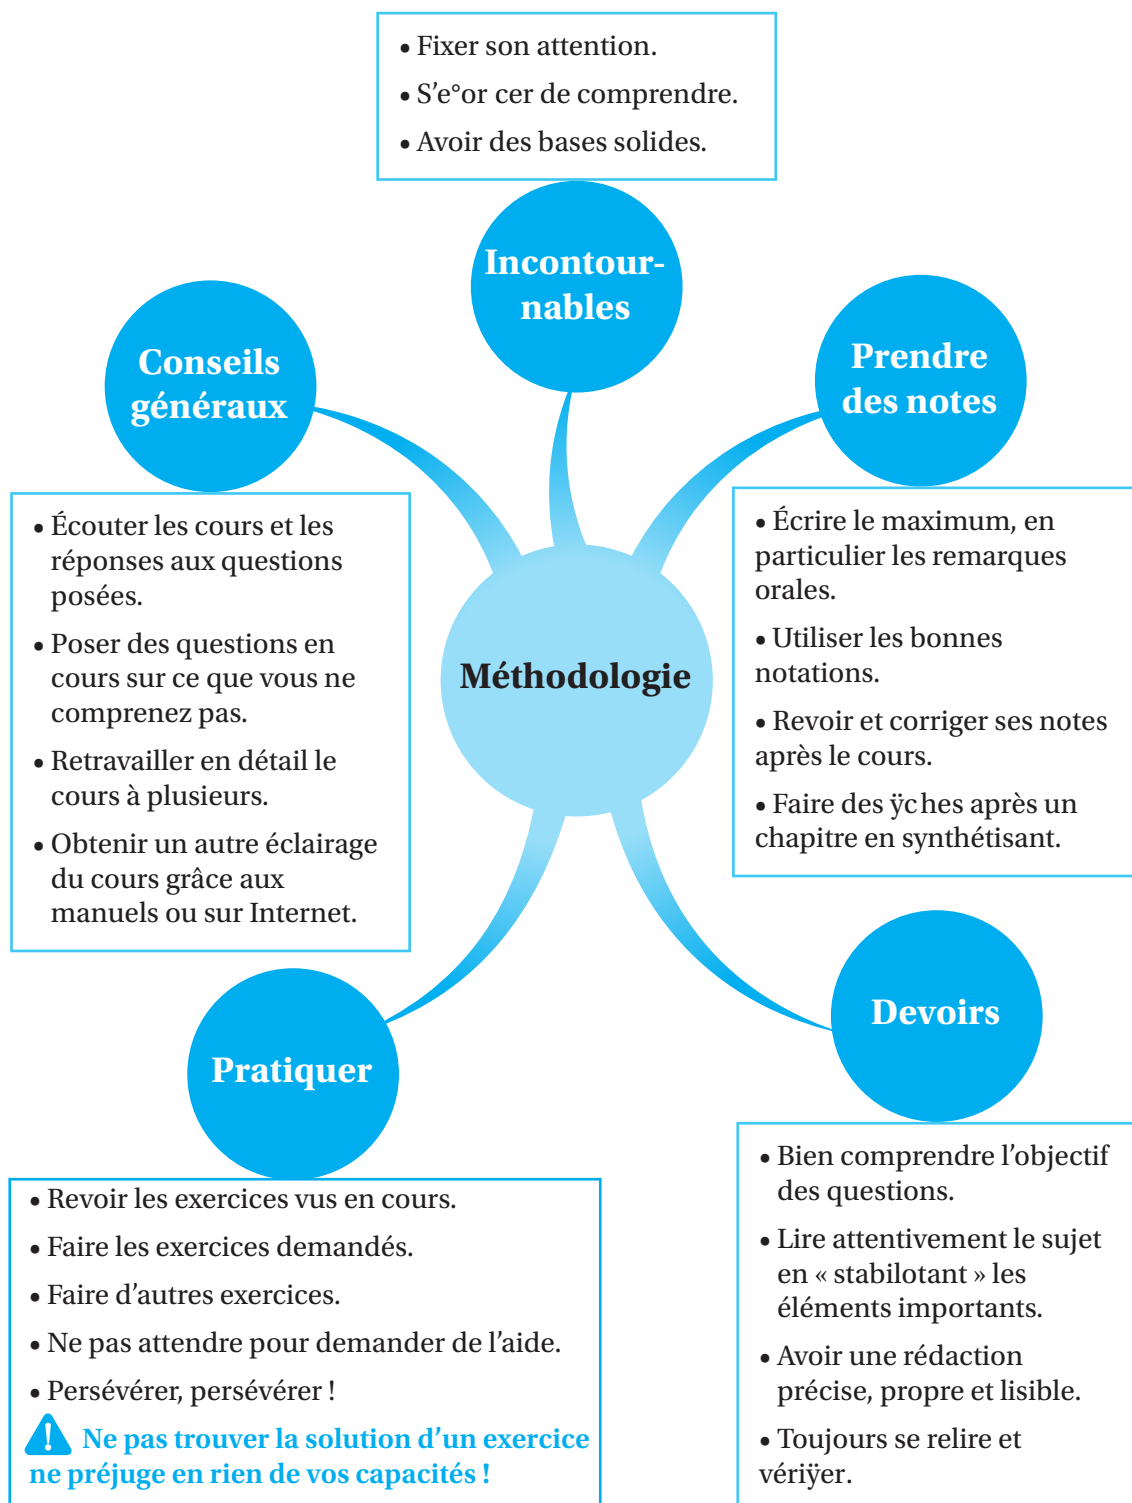 • Fixer son attention.
• S’e°or cer de comprendre.
• Avoir des bases solides.
Incontour-
nables
Conseils
généraux
• Écouter les cours et les
réponses aux questions
posées.
• Poser des questions en
cours sur ce que vous ne
comprenez pas.
• Retravailler en détail le
cours à plusieurs.
• Obtenir un autre éclairage
du cours grâce aux
manuels ou sur Internet.
Prendre
des notes
• Écrire le maximum, en
particulier les remarques
orales.
• Utiliser les bonnes
notations.
• Revoir et corriger ses notes
après le cours.
• Faire des ÿches après un
chapitre en synthétisant.
Méthodologie
Pratiquer
• Revoir les exercices vus en cours.
• Faire les exercices demandés.
• Faire d’autres exercices.
• Ne pas attendre pour demander de l’aide.
• Persévérer, persévérer !
! Ne pas trouver la solution d’un exercice
ne préjuge en rien de vos capacités !
Devoirs
• Bien comprendre l’objectif
des questions.
• Lire attentivement le sujet
en « stabilotant » les
éléments importants.
• Avoir une rédaction
précise, propre et lisible.
• Toujours se relire et
vériÿer.